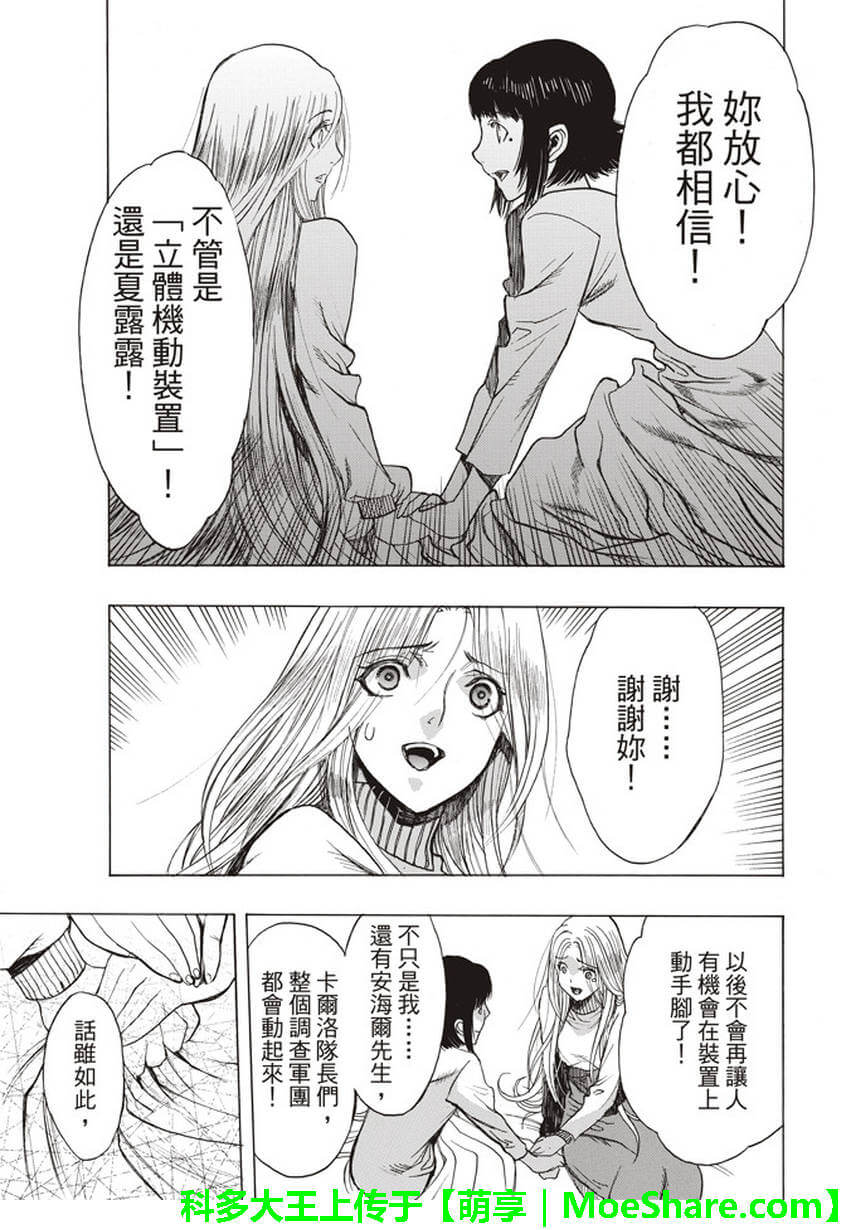 妳放心！
我都相信！
不管是
「立體機動裝置」！
還是夏露露！
謝……
謝謝妳！
以後不會再讓人
有機會在裝置上
動手腳了！
不只是我……
還有安海爾先生，
卡爾洛隊長們，
整個調查軍團
都會動起來！
話雖如此，
科多大王上传于【萌享｜MoeShare.com】